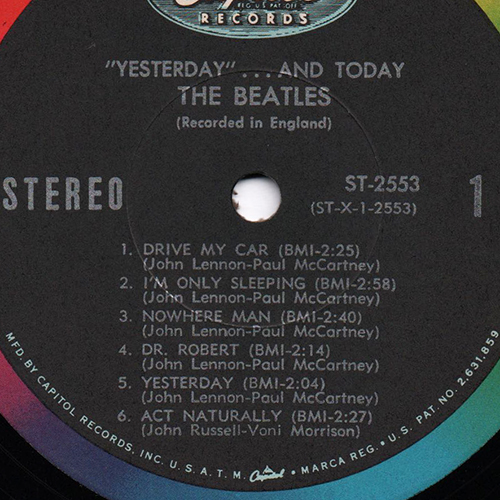 Capitol
REG. U.S. PAT. OFF.
RECORDS
"YESTERDAY"...AND TODAY
THE BEATLES
(Recorded in England)
STEREO
ST-2553
(ST-X-1-2553)
1
1. DRIVE MY CAR (BMI-2:25)
(John Lennon-Paul McCartney)
2. I'M ONLY SLEEPING (BMI-2:58)
(John Lennon-Paul McCartney)
3. NOWHERE MAN (BMI-2:40)
(John Lennon-Paul McCartney)
4. DR. ROBERT (BMI-2:14)
(John Lennon-Paul McCartney)
5. YESTERDAY (BMI-2:04)
(John Lennon-Paul McCartney)
6. ACT NATURALLY (BMI-2:27)
(John Russell-Voni Morrison)
MFD. BY CAPITOL RECORDS, INC. U.S.A. T.M. Capitol • MARCA REG. • U.S. PAT. NO. 2,631,859